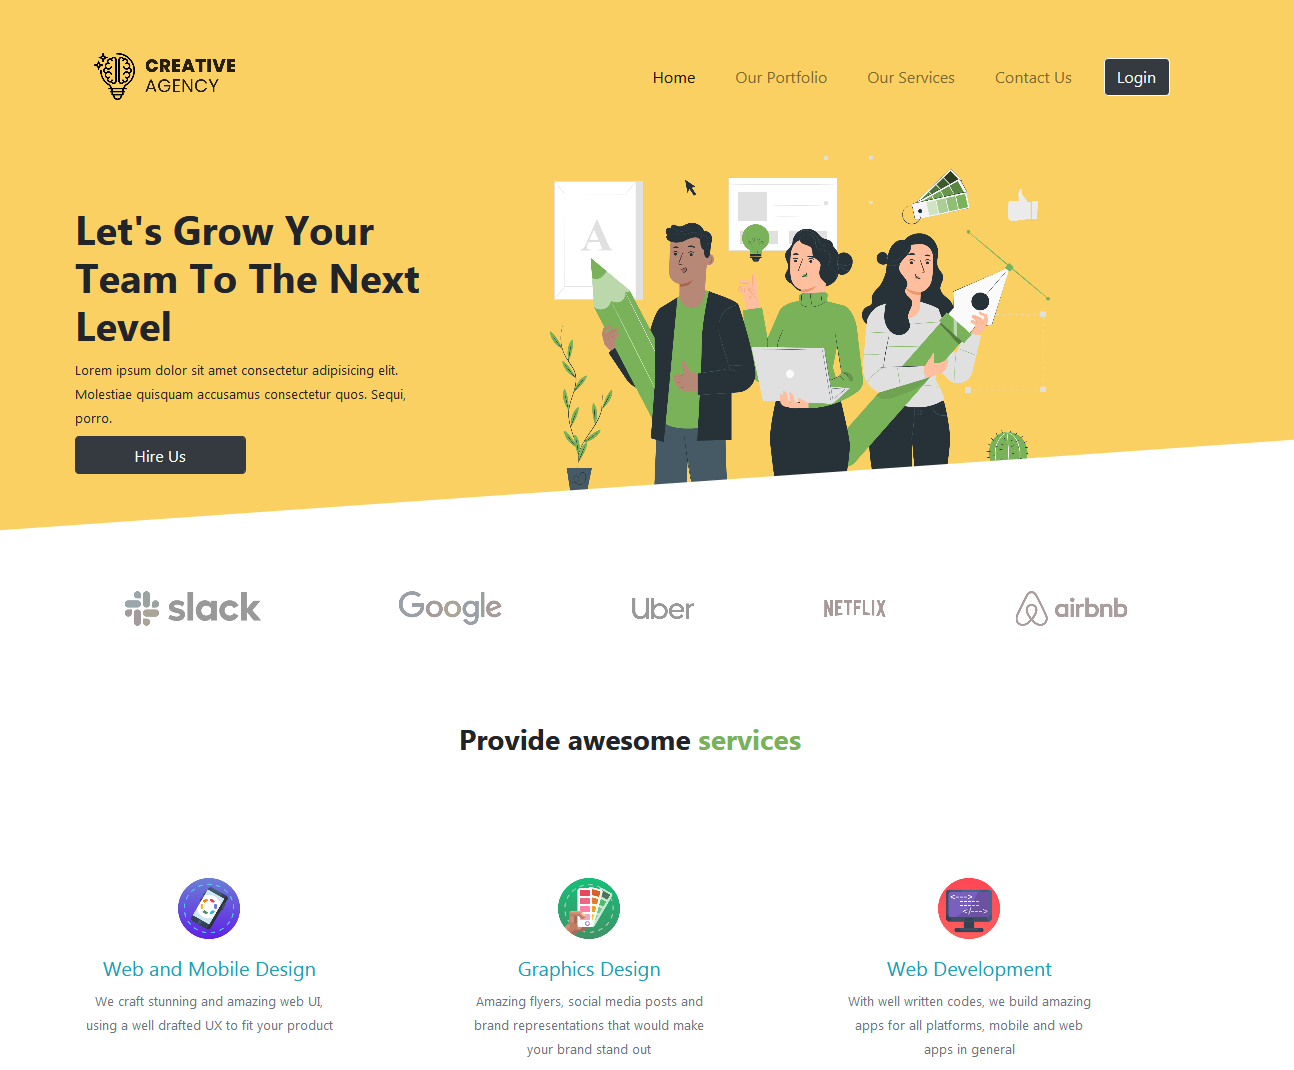 CREATIVE
AGENCY
Home Our Portfolio Our Services Contact Us Login
A
Let's Grow Your
Team To The Next
Level
Lorem ipsum dolor sit amet consectetur adipisicing elit.
Molestiae quisquam accusamus consectetur quos. Sequi,
porro.
Hire Us
slack Google Uber NETFLIX airbnb
Provide awesome services
Web and Mobile Design
We craft stunning and amazing web UI,
using a well drafted UX to fit your product
Graphics Design
Amazing flyers, social media posts and
brand representations that would make
your brand stand out
Web Development
With well written codes, we build amazing
apps for all platforms, mobile and web
apps in general